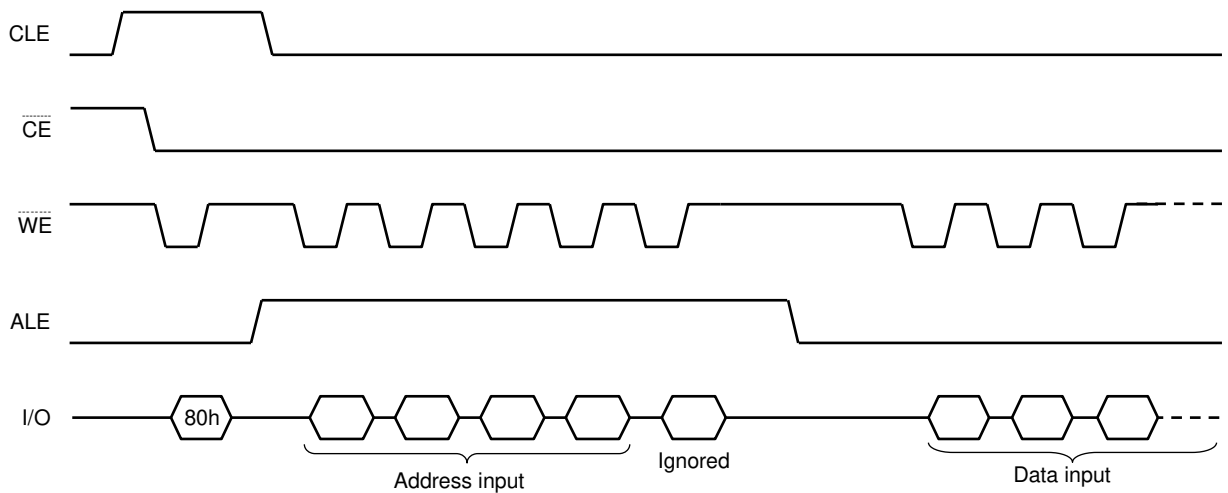 CLE
CE
WE
ALE
I/O
80h
Address input
Ignored
Data input